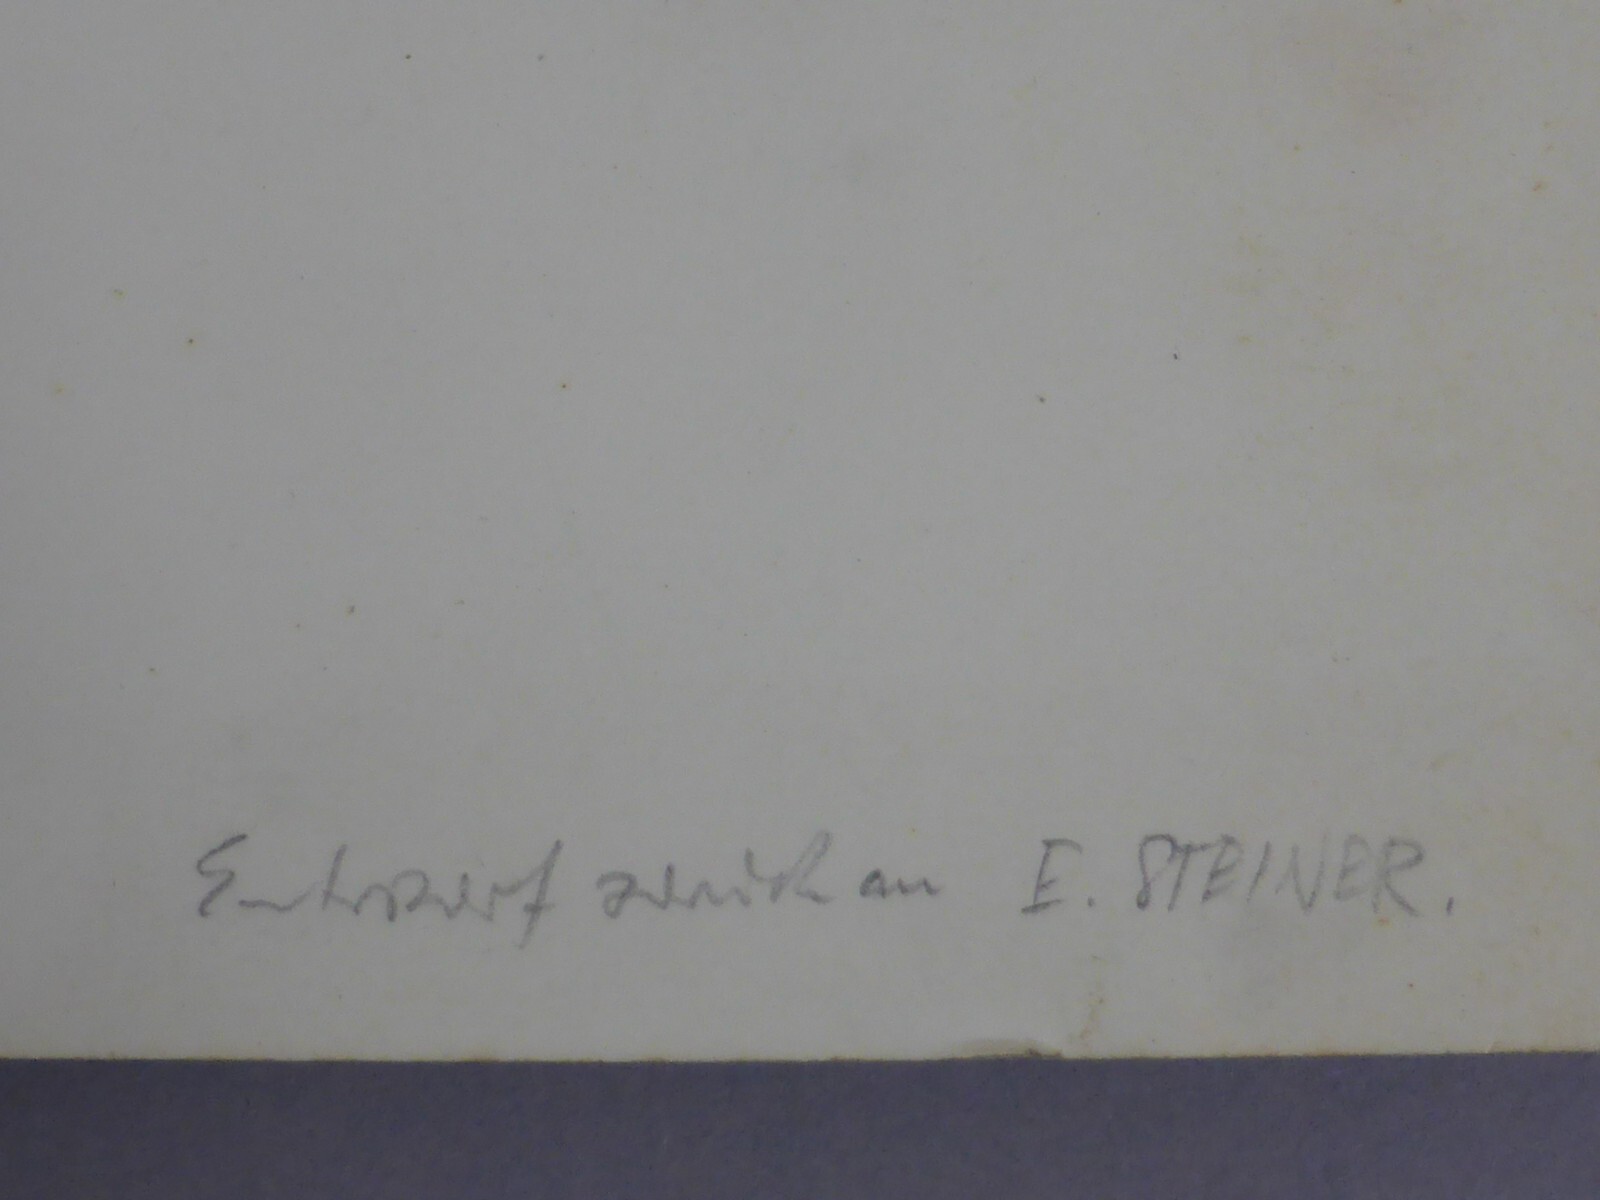 Entwurf zurück an E. STEINER.